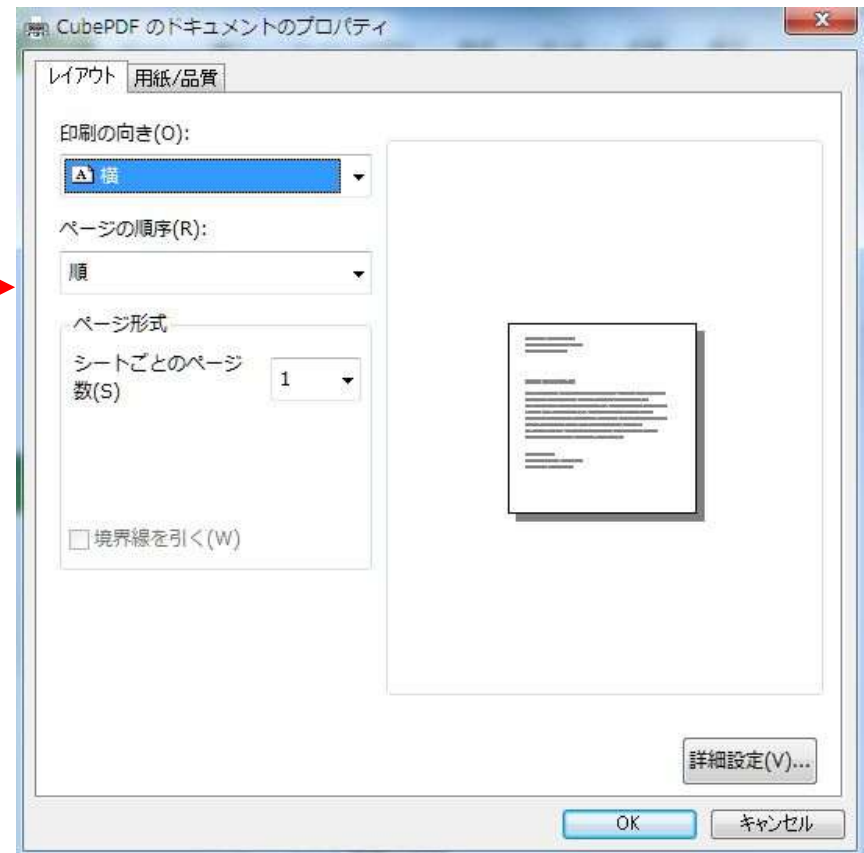 CubePDF のドキュメントのプロパティ
レイアウト 用紙/品質
印刷の向き(O):
横
ページの順序(R):
順
ページ形式
シートごとのページ
数(S)
1
境界線を引く(W)
詳細設定(V)...
OK キャンセル